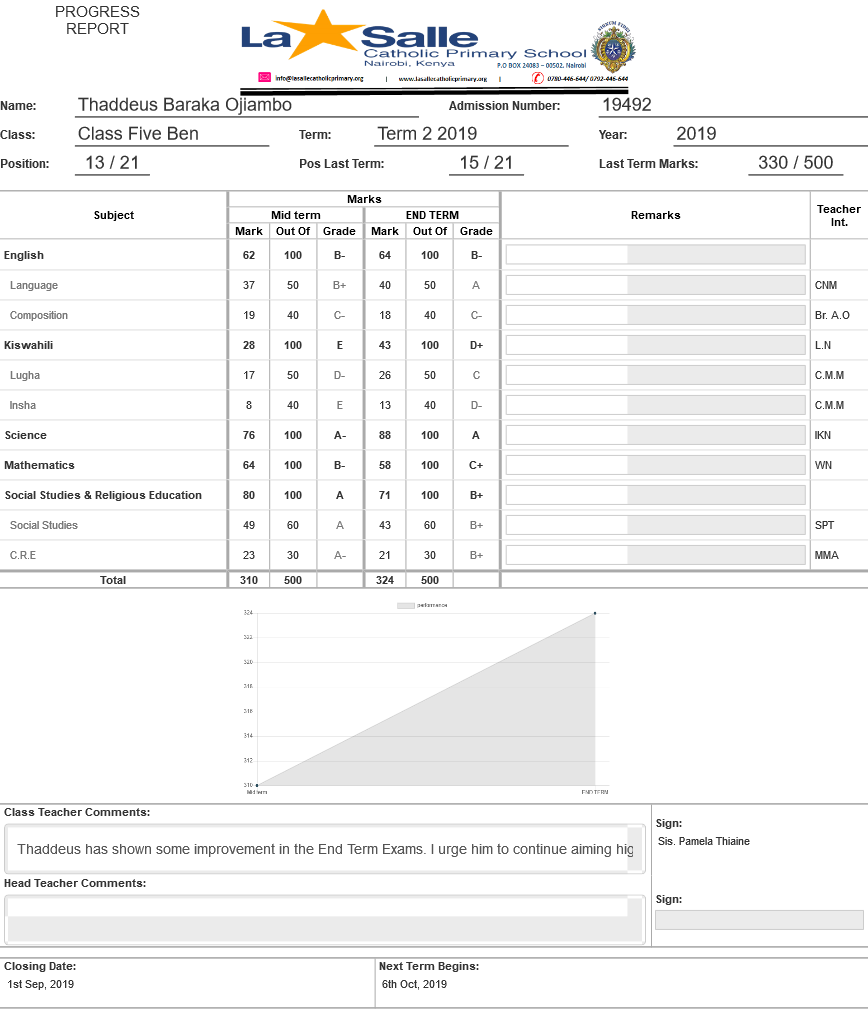 PROGRESS
REPORT
La Salle
Catholic Primary School
Nairobi, Kenya
P.O BOX 24083 – 00502, Nairobi
info@lasallecatholicprimary.org | www.lasallecatholicprimary.org | 0780-446-644/ 0792-446-644
Name: Thaddeus Baraka Ojiambo Admission Number: 19492
Class: Class Five Ben Term: Term 2 2019 Year: 2019
Position: 13 / 21 Pos Last Term: 15 / 21 Last Term Marks: 330 / 500
Marks
Subject Mid term END TERM Remarks Teacher Int.
Mark Out Of Grade Mark Out Of Grade
English 62 100 B- 64 100 B-
Language 37 50 B+ 40 50 A CNM
Composition 19 40 C- 18 40 C- Br. A.O
Kiswahili 28 100 E 43 100 D+ L.N
Lugha 17 50 D- 26 50 C C.M.M
Insha 8 40 E 13 40 D- C.M.M
Science 76 100 A- 88 100 A IKN
Mathematics 64 100 B- 58 100 C+ WN
Social Studies & Religious Education 80 100 A 71 100 B+
Social Studies 49 60 A 43 60 B+ SPT
C.R.E 23 30 A- 21 30 B+ MMA
Total 310 500 324 500
performance
324
322
320
318
316
314
312
310
Mid term END TERM
Class Teacher Comments:
Sign:
Thaddeus has shown some improvement in the End Term Exams. I urge him to continue aiming hig
Sis. Pamela Thiaine
Head Teacher Comments:
Sign:
Closing Date: Next Term Begins:
1st Sep, 2019 6th Oct, 2019